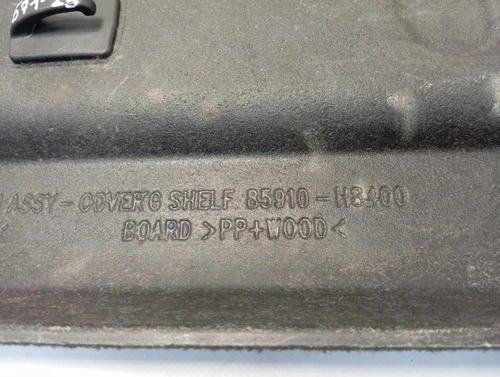 ASSY-COVER'G SHELF 85910-H8400
BOARD >PP+WOOD<